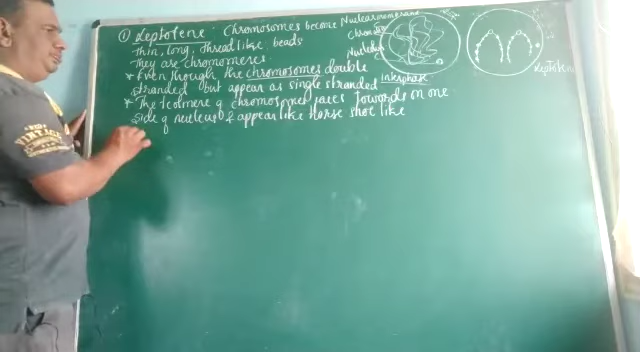 ① Leptotene: Chromosomes become
Thin, long, Thread like beads
They are chromomeres
* Even though the chromosomes double
stranded but appear as single stranded
* The teolmere of chromosomes faces towards on one
side of nucleus & appear like horse shoe like
Nuclear membrane
Nucleolus
Interphase
Leptotene
VINTAGE